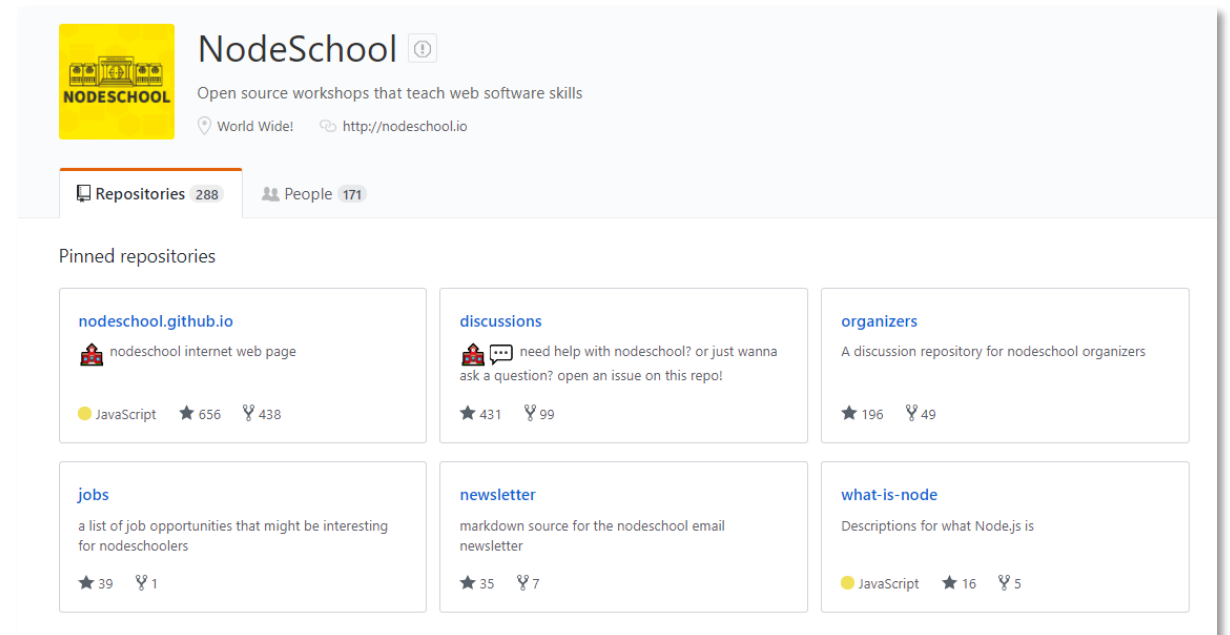 NODESCHOOL
NodeSchool
Open source workshops that teach web software skills
World Wide! http://nodeschool.io
Repositories 288 People 171
Pinned repositories
nodeschool.github.io
nodeschool internet web page
JavaScript 656 438
discussions
need help with nodeschool? or just wanna
ask a question? open an issue on this repo!
431 99
organizers
A discussion repository for nodeschool organizers
196 49
jobs
a list of job opportunities that might be interesting
for nodeschoolers
39 1
newsletter
markdown source for the nodeschool email
newsletter
35 7
what-is-node
Descriptions for what Node.js is
JavaScript 16 5